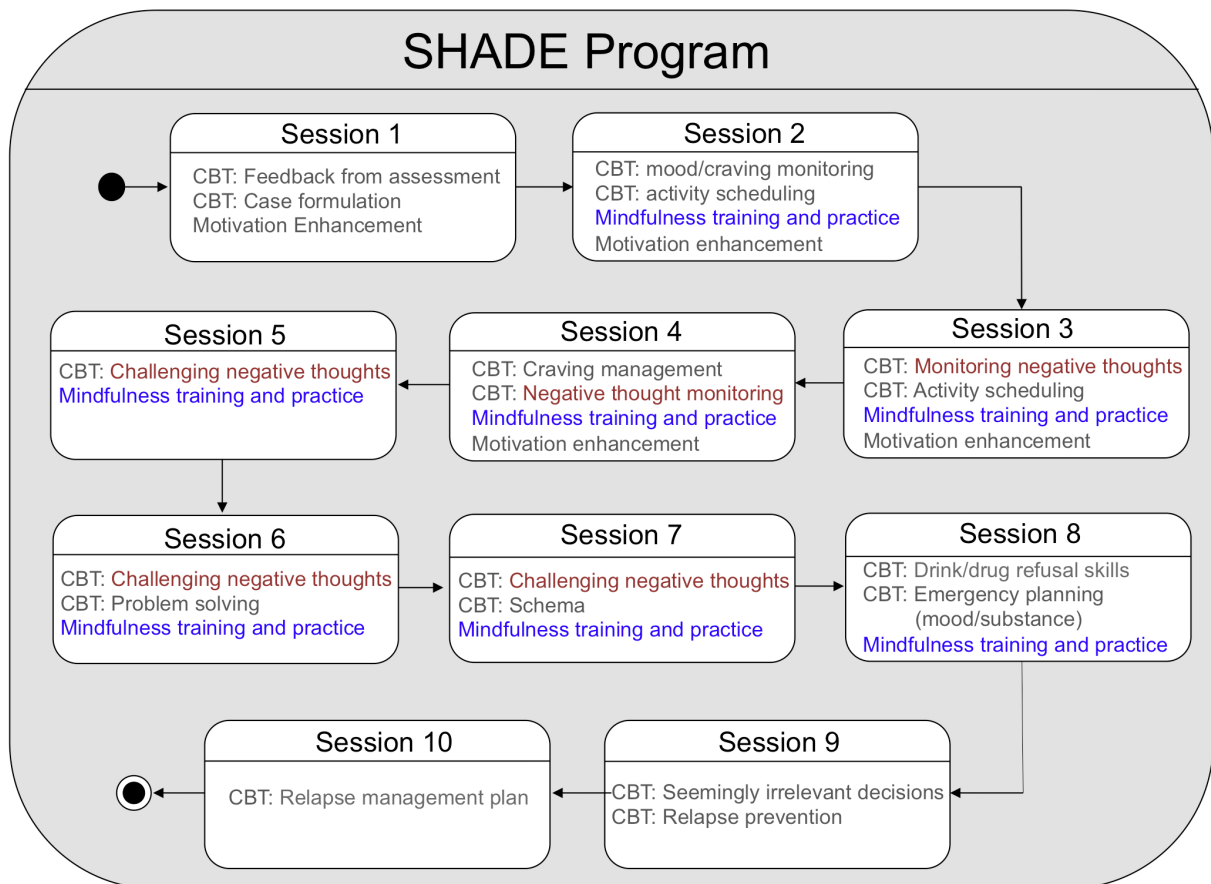 SHADE Program
Session 1
CBT: Feedback from assessment
CBT: Case formulation
Motivation Enhancement
Session 2
CBT: mood/craving monitoring
CBT: activity scheduling
Mindfulness training and practice
Motivation enhancement
Session 3
CBT: Monitoring negative thoughts
CBT: Activity scheduling
Mindfulness training and practice
Motivation enhancement
Session 4
CBT: Craving management
CBT: Negative thought monitoring
Mindfulness training and practice
Motivation enhancement
Session 5
CBT: Challenging negative thoughts
Mindfulness training and practice
Session 6
CBT: Challenging negative thoughts
CBT: Problem solving
Mindfulness training and practice
Session 7
CBT: Challenging negative thoughts
CBT: Schema
Mindfulness training and practice
Session 8
CBT: Drink/drug refusal skills
CBT: Emergency planning
(mood/substance)
Mindfulness training and practice
Session 9
CBT: Seemingly irrelevant decisions
CBT: Relapse prevention
Session 10
CBT: Relapse management plan